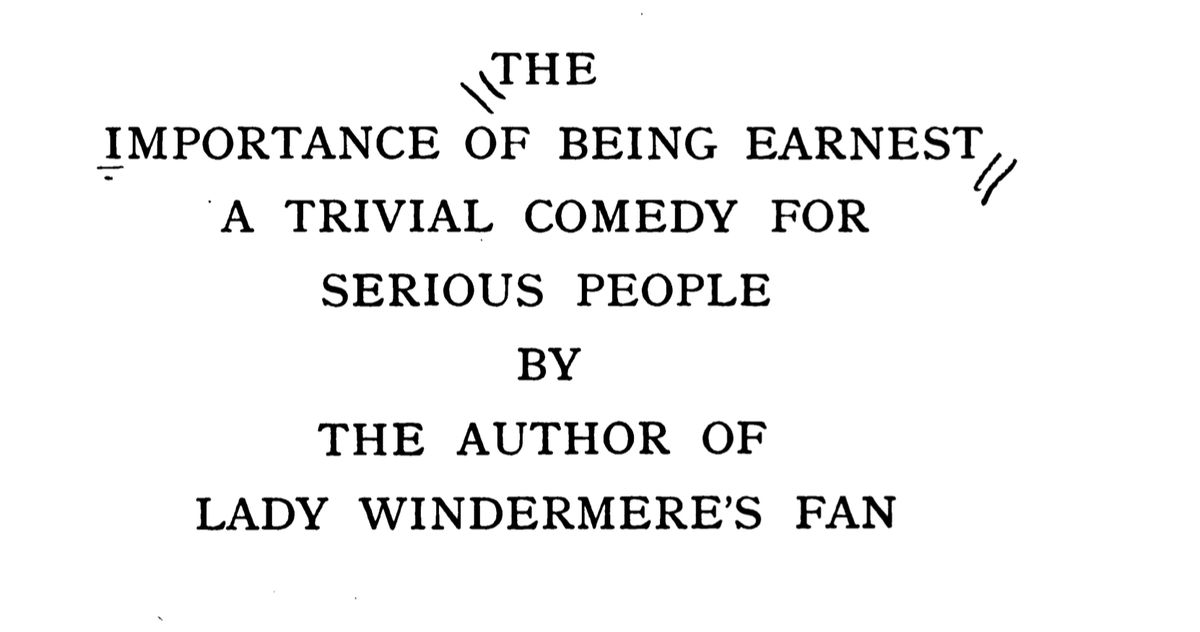 THE
IMPORTANCE OF BEING EARNEST
A TRIVIAL COMEDY FOR
SERIOUS PEOPLE
BY
THE AUTHOR OF
LADY WINDERMERE'S FAN